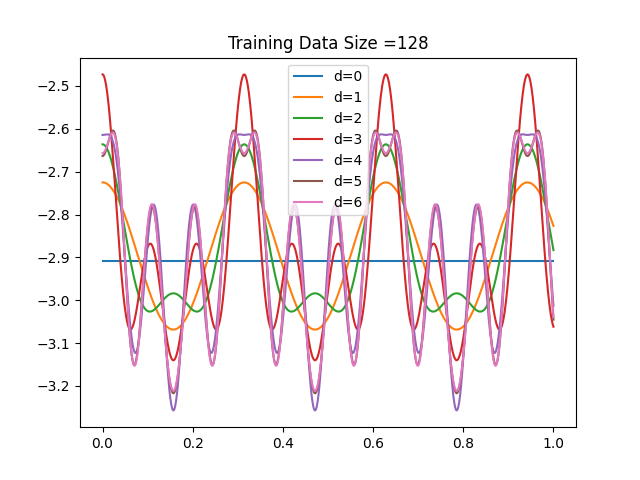 Training Data Size =128
d=0
d=1
d=2
d=3
d=4
d=5
d=6
−2.5
−2.6
−2.7
−2.8
−2.9
−3.0
−3.1
−3.2
0.0 0.2 0.4 0.6 0.8 1.0